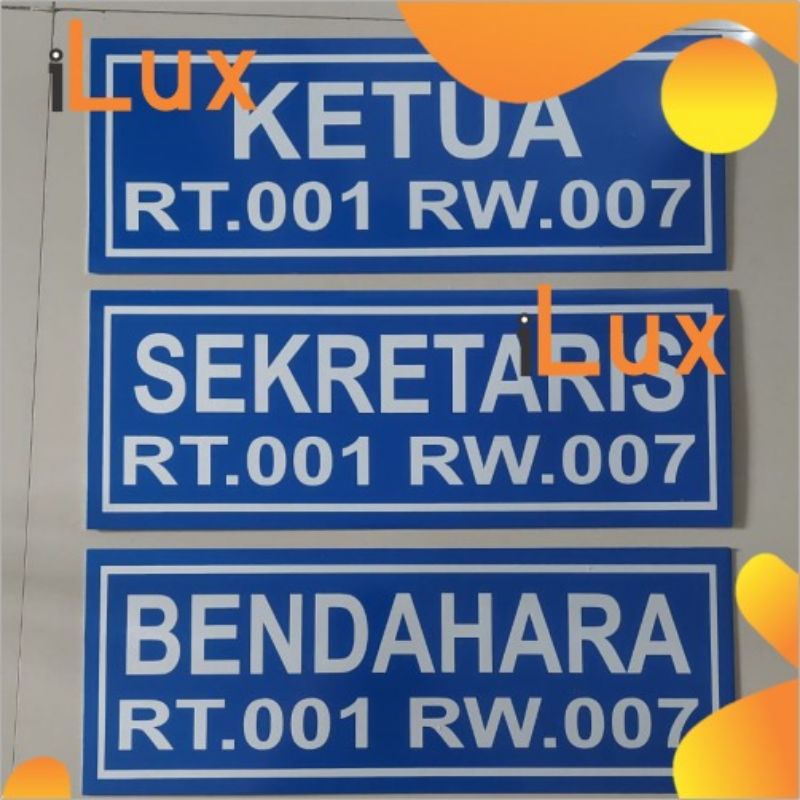 iLux
KETUA
RT.001 RW.007
iLux
SEKRETARIS
RT.001 RW.007
BENDAHARA
RT.001 RW.007